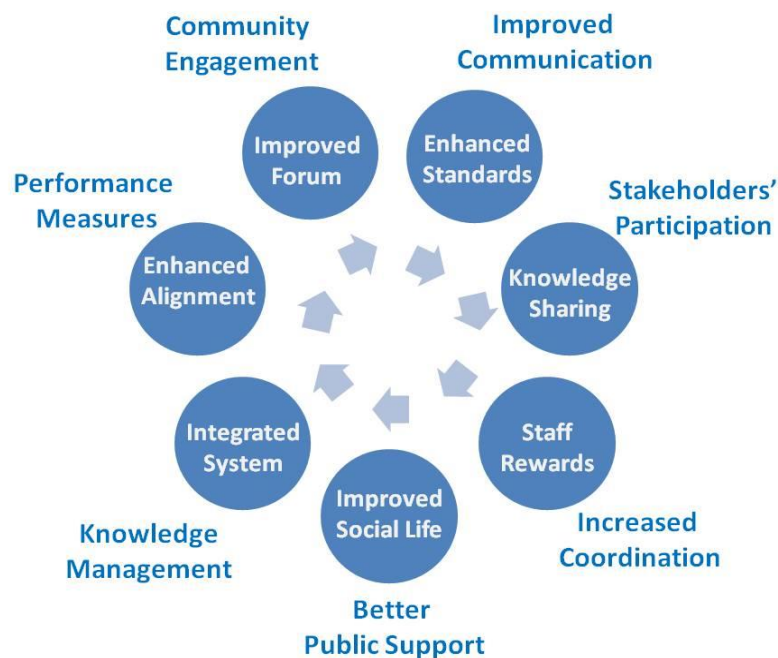 Community
Engagement
Improved
Communication
Improved
Forum
Enhanced
Standards
Performance
Measures
Stakeholders’
Participation
Enhanced
Alignment
Knowledge
Sharing
Integrated
System
Staff
Rewards
Improved
Social Life
Knowledge
Management
Increased
Coordination
Better
Public Support